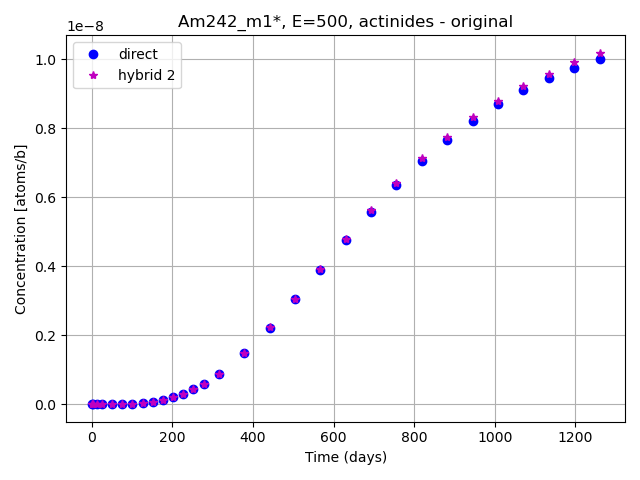 Am242_m1*, E=500, actinides - original
1e−8
direct
hybrid 2
1.0
0.8
0.6
0.4
0.2
0.0
Concentration [atoms/b]
0 200 400 600 800 1000 1200
Time (days)